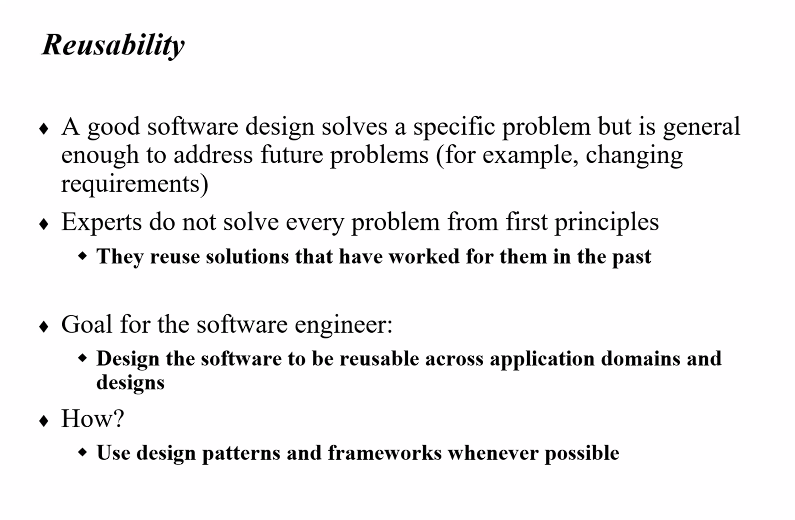 Reusability
♦ A good software design solves a specific problem but is general
enough to address future problems (for example, changing
requirements)
♦ Experts do not solve every problem from first principles
◆ They reuse solutions that have worked for them in the past
♦ Goal for the software engineer:
◆ Design the software to be reusable across application domains and
designs
♦ How?
◆ Use design patterns and frameworks whenever possible